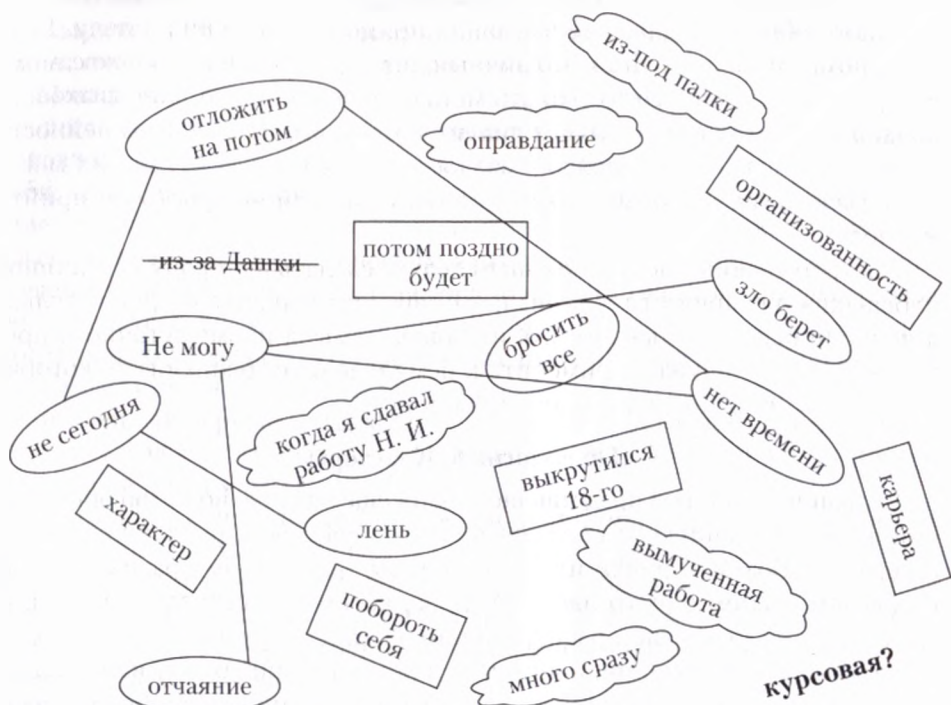 из-под палки
отложить
на потом
оправдание
организованность
из-за Дашки
потом поздно
буде
зло берет
Не могу
бросить
все
не сегодня
когда я сдавал
работу Н. И.
нет времени
выкрутился
18-го
карьера
характер
лень
вымученная
работа
побороть
себя
много сразу
отчаяние
курсовая?